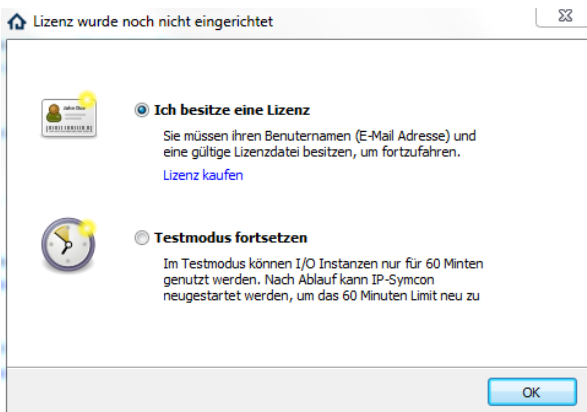 Lizenz wurde noch nicht eingerichtet
John Doe
Ich besitze eine Lizenz
Sie müssen ihren Benuternamen (E-Mail Adresse) und
eine gültige Lizenzdatei besitzen, um fortzufahren.
Lizenz kaufen
Testmodus fortsetzen
Im Testmodus können I/O Instanzen nur für 60 Minten
genutzt werden. Nach Ablauf kann IP-Symcon
neugestartet werden, um das 60 Minuten Limit neu zu
OK